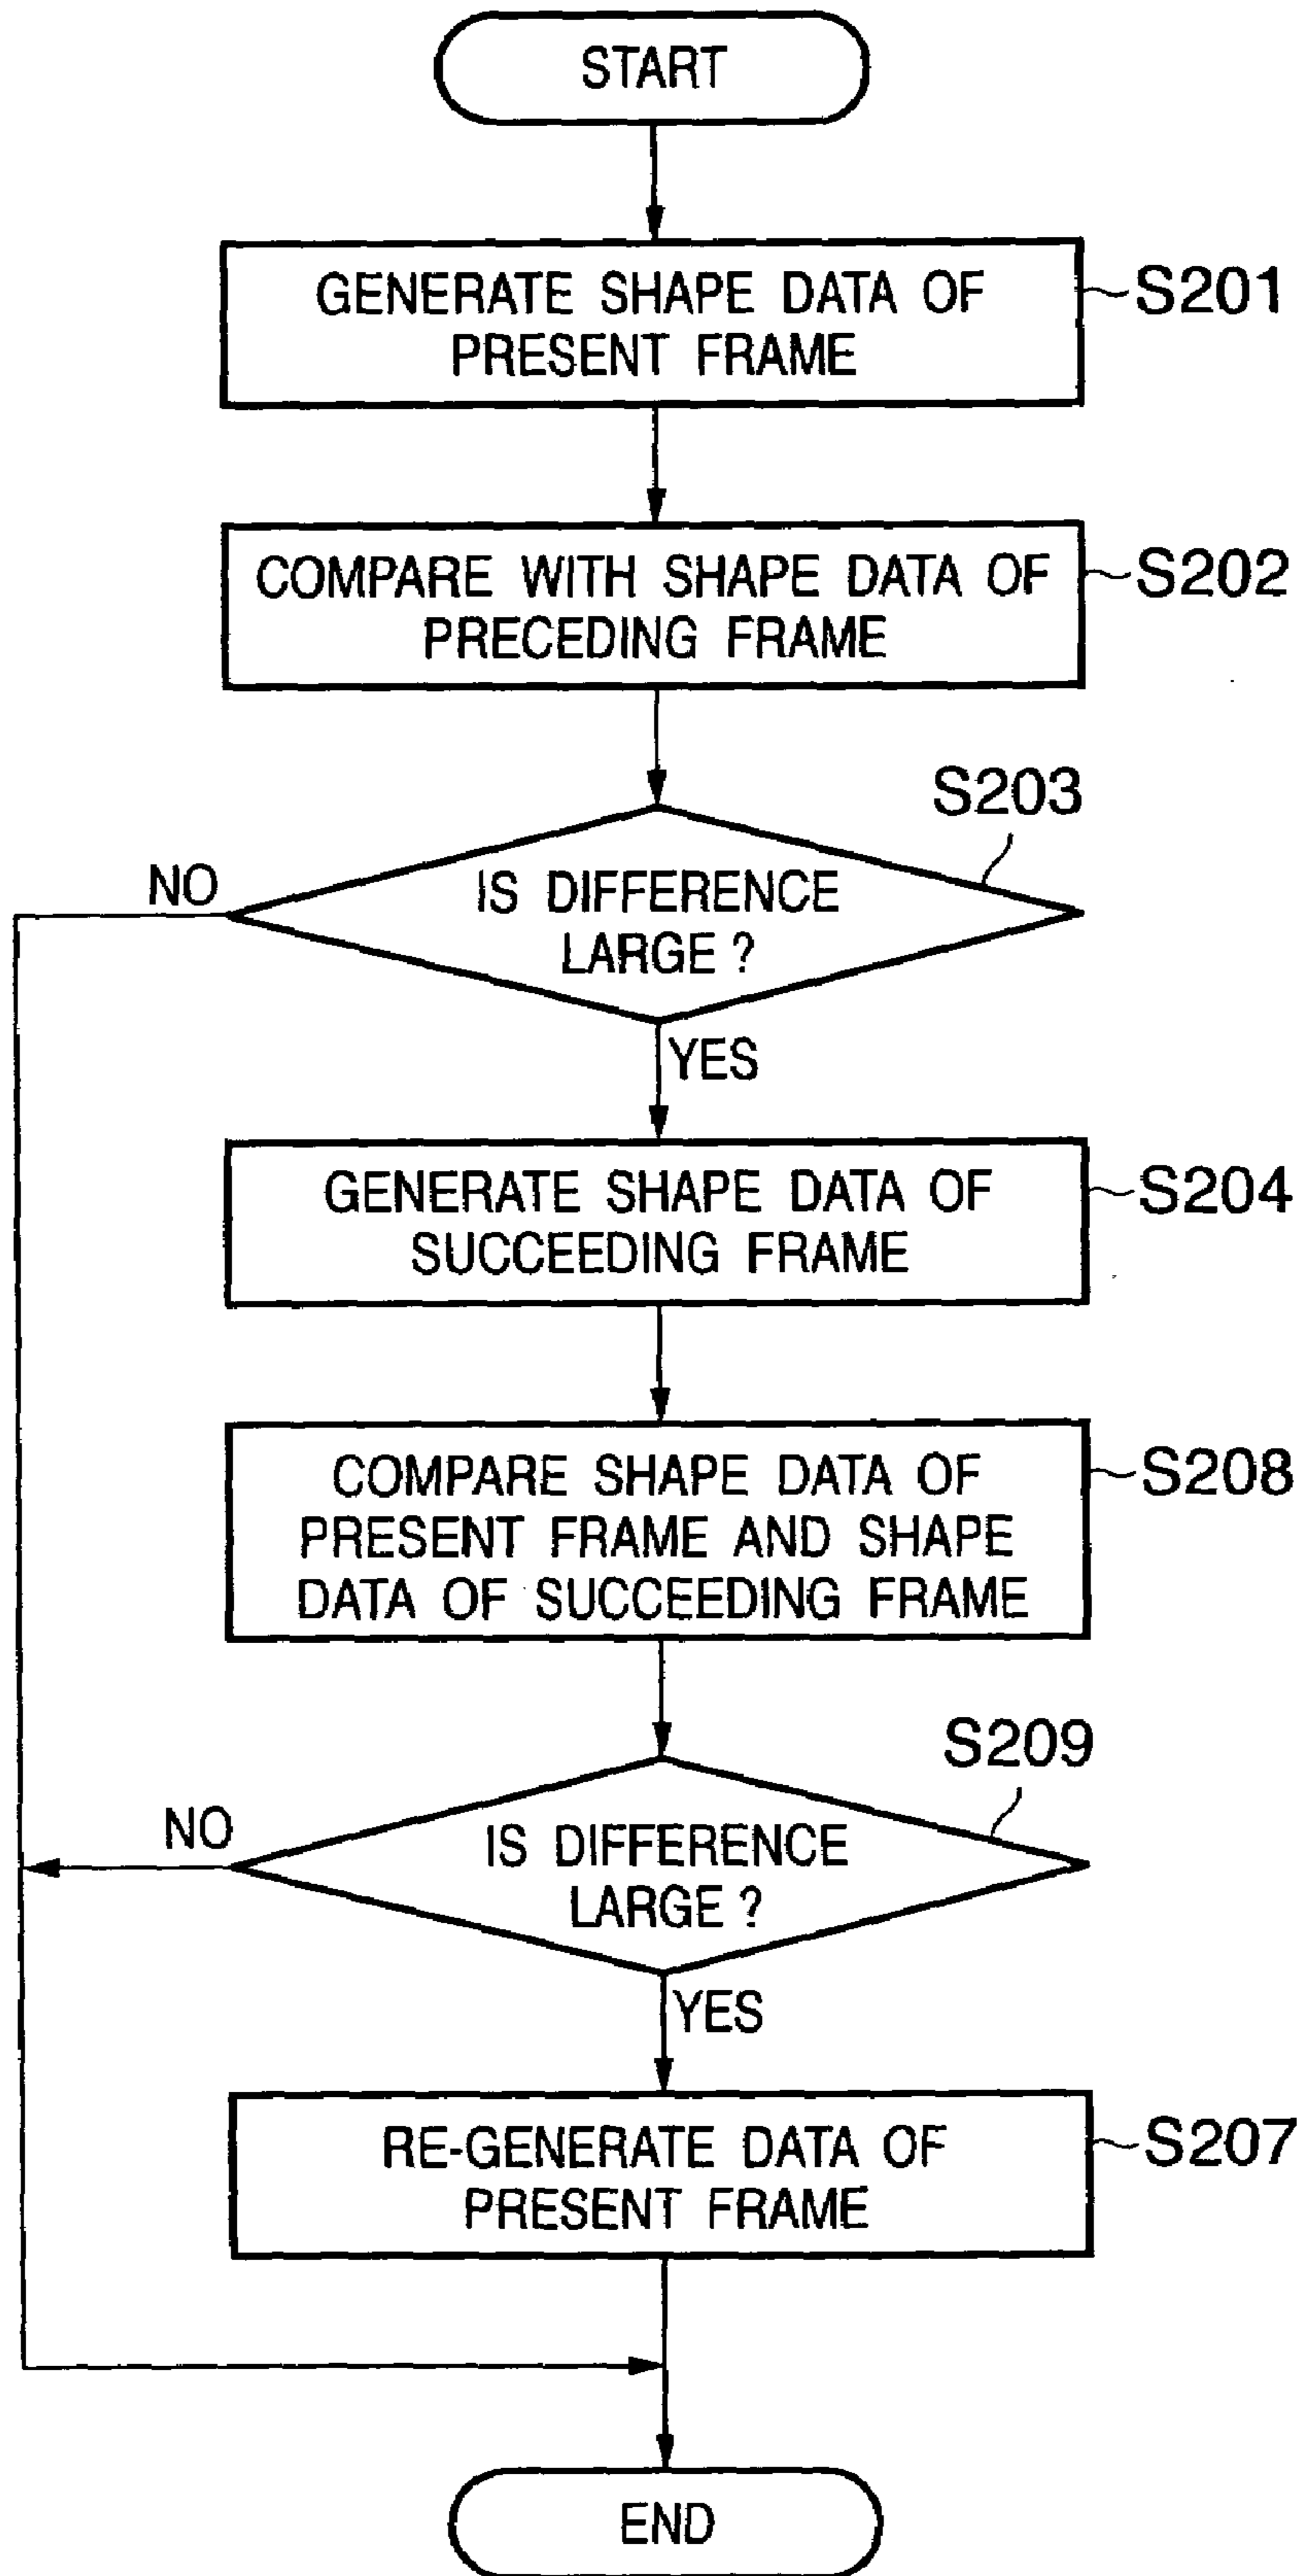 START
GENERATE SHAPE DATA OF
PRESENT FRAME
S201
COMPARE WITH SHAPE DATA OF
PRECEDING FRAME
S202
S203
NO
IS DIFFERENCE
LARGE ?
YES
GENERATE SHAPE DATA OF
SUCCEEDING FRAME
S204
COMPARE SHAPE DATA OF
PRESENT FRAME AND SHAPE
DATA OF SUCCEEDING FRAME
S208
S209
NO
IS DIFFERENCE
LARGE ?
YES
RE-GENERATE DATA OF
PRESENT FRAME
S207
END